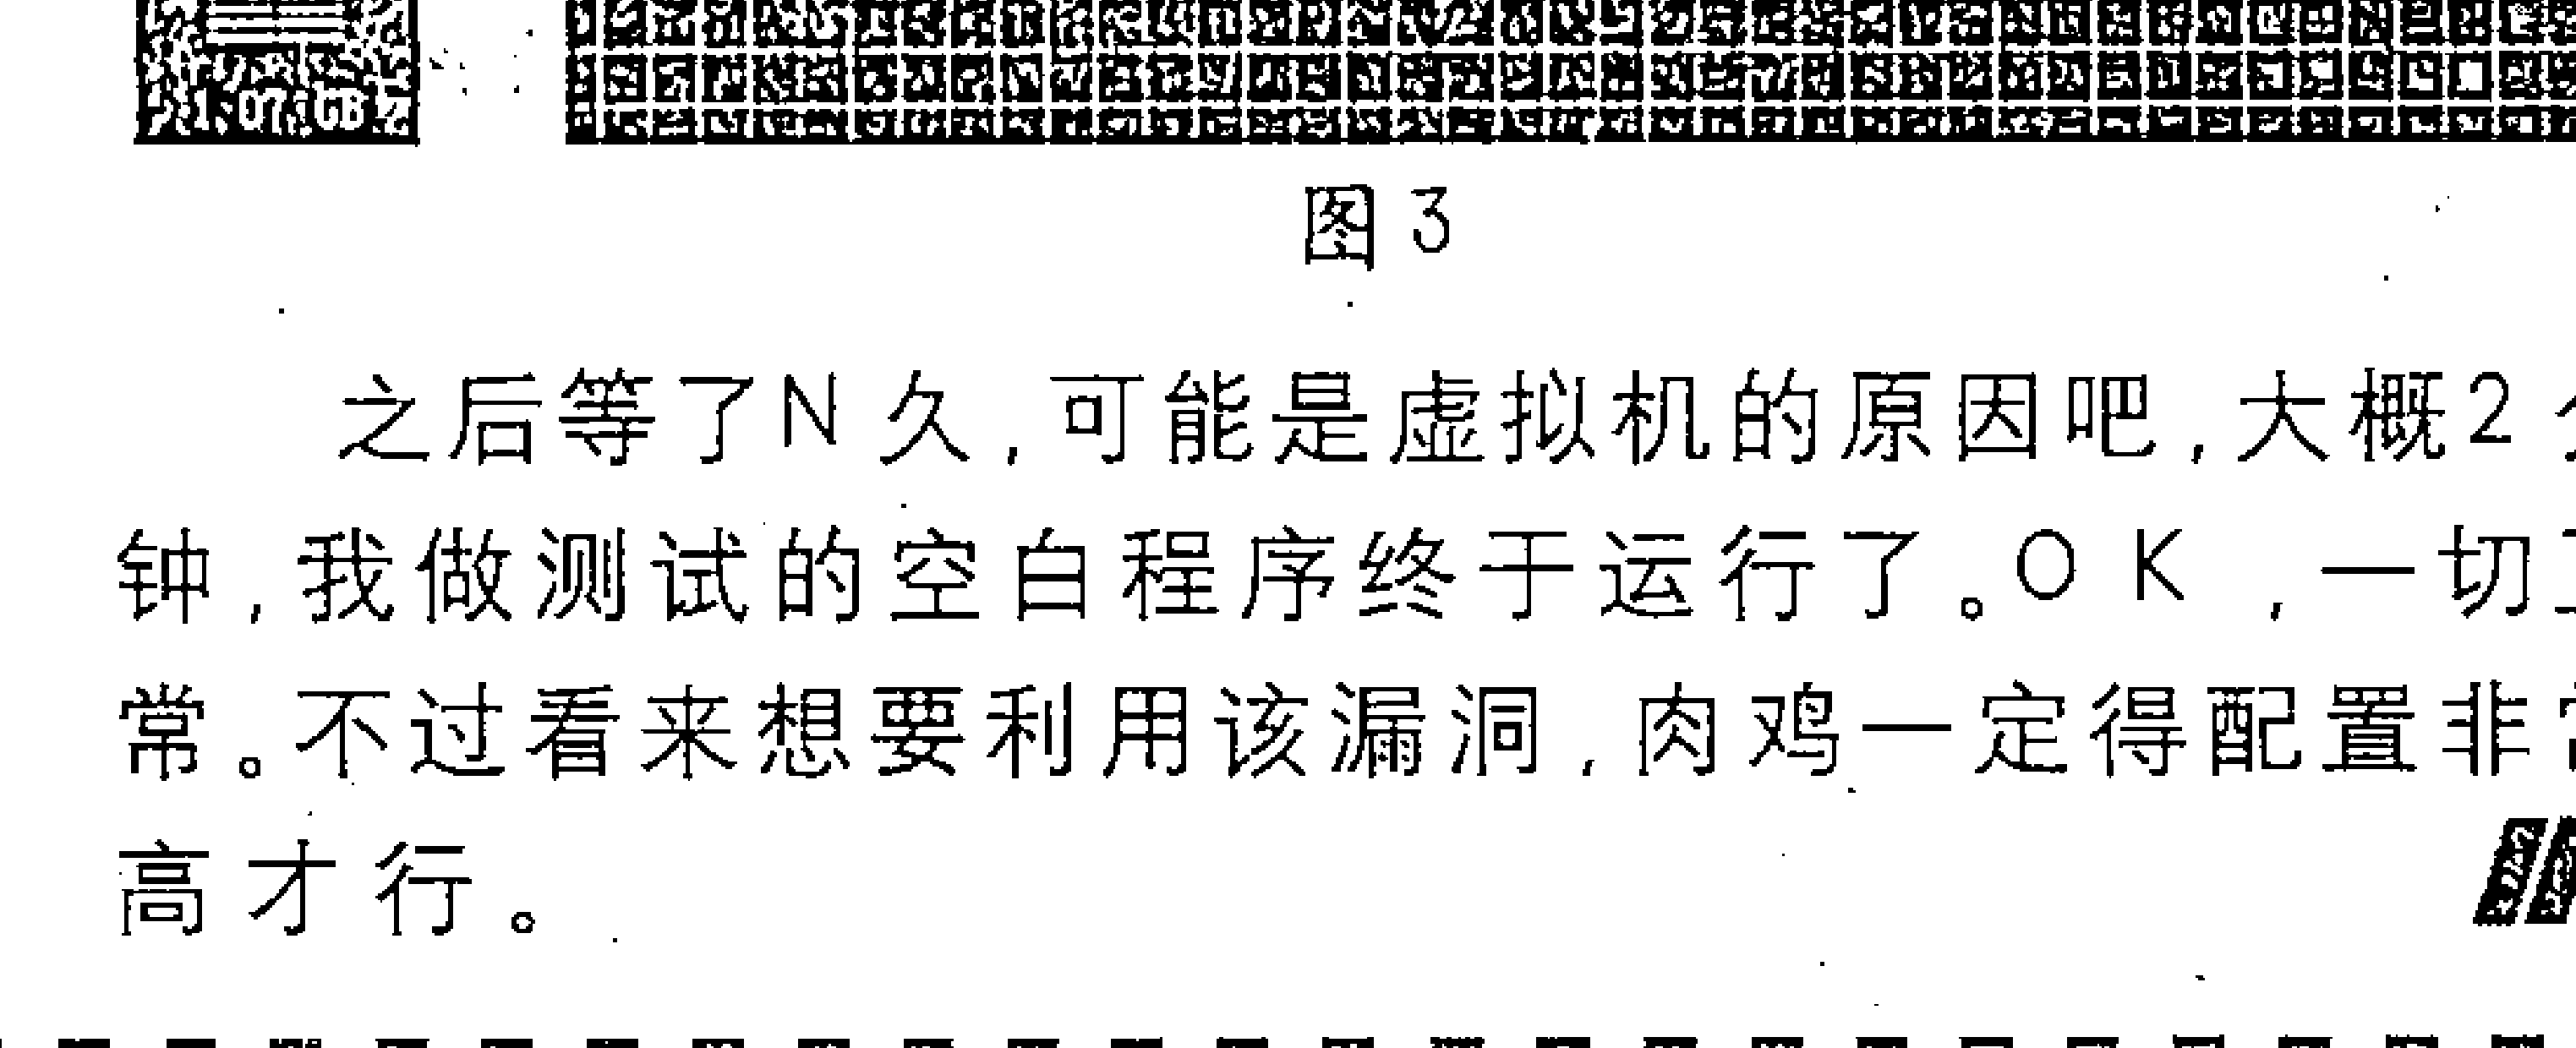 1.07 GB
图 3
之后等了N 久,可能是虚拟机的原因吧,大概2
钟,我做测试的空白程序终于运行了。O K ,一切
常。不过看来想要利用该漏洞,肉鸡一定得配置非
高才行。